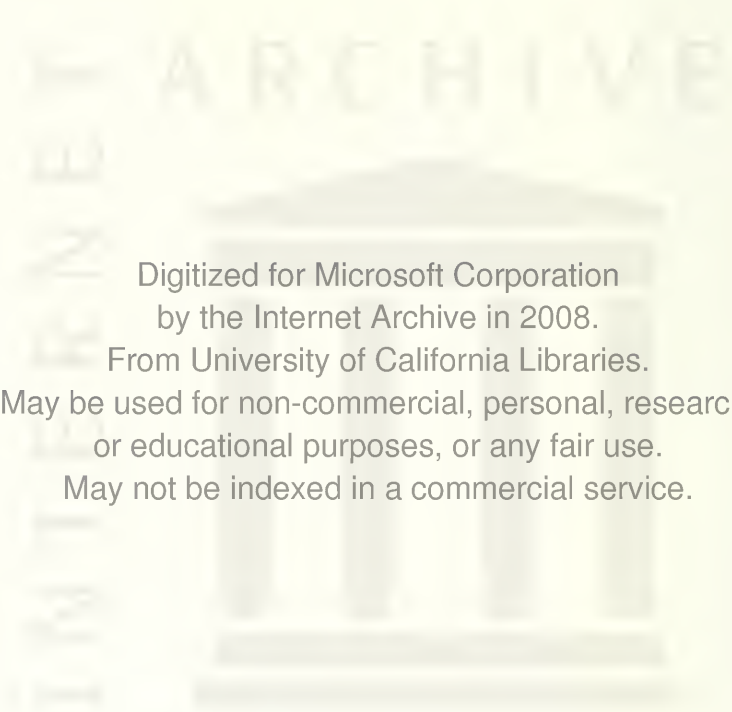 ARCHIVE
INTERNET
Digitized for Microsoft Corporation
by the Internet Archive in 2008.
From University of California Libraries.
May be used for non-commercial, personal, researc
or educational purposes, or any fair use.
May not be indexed in a commercial service.